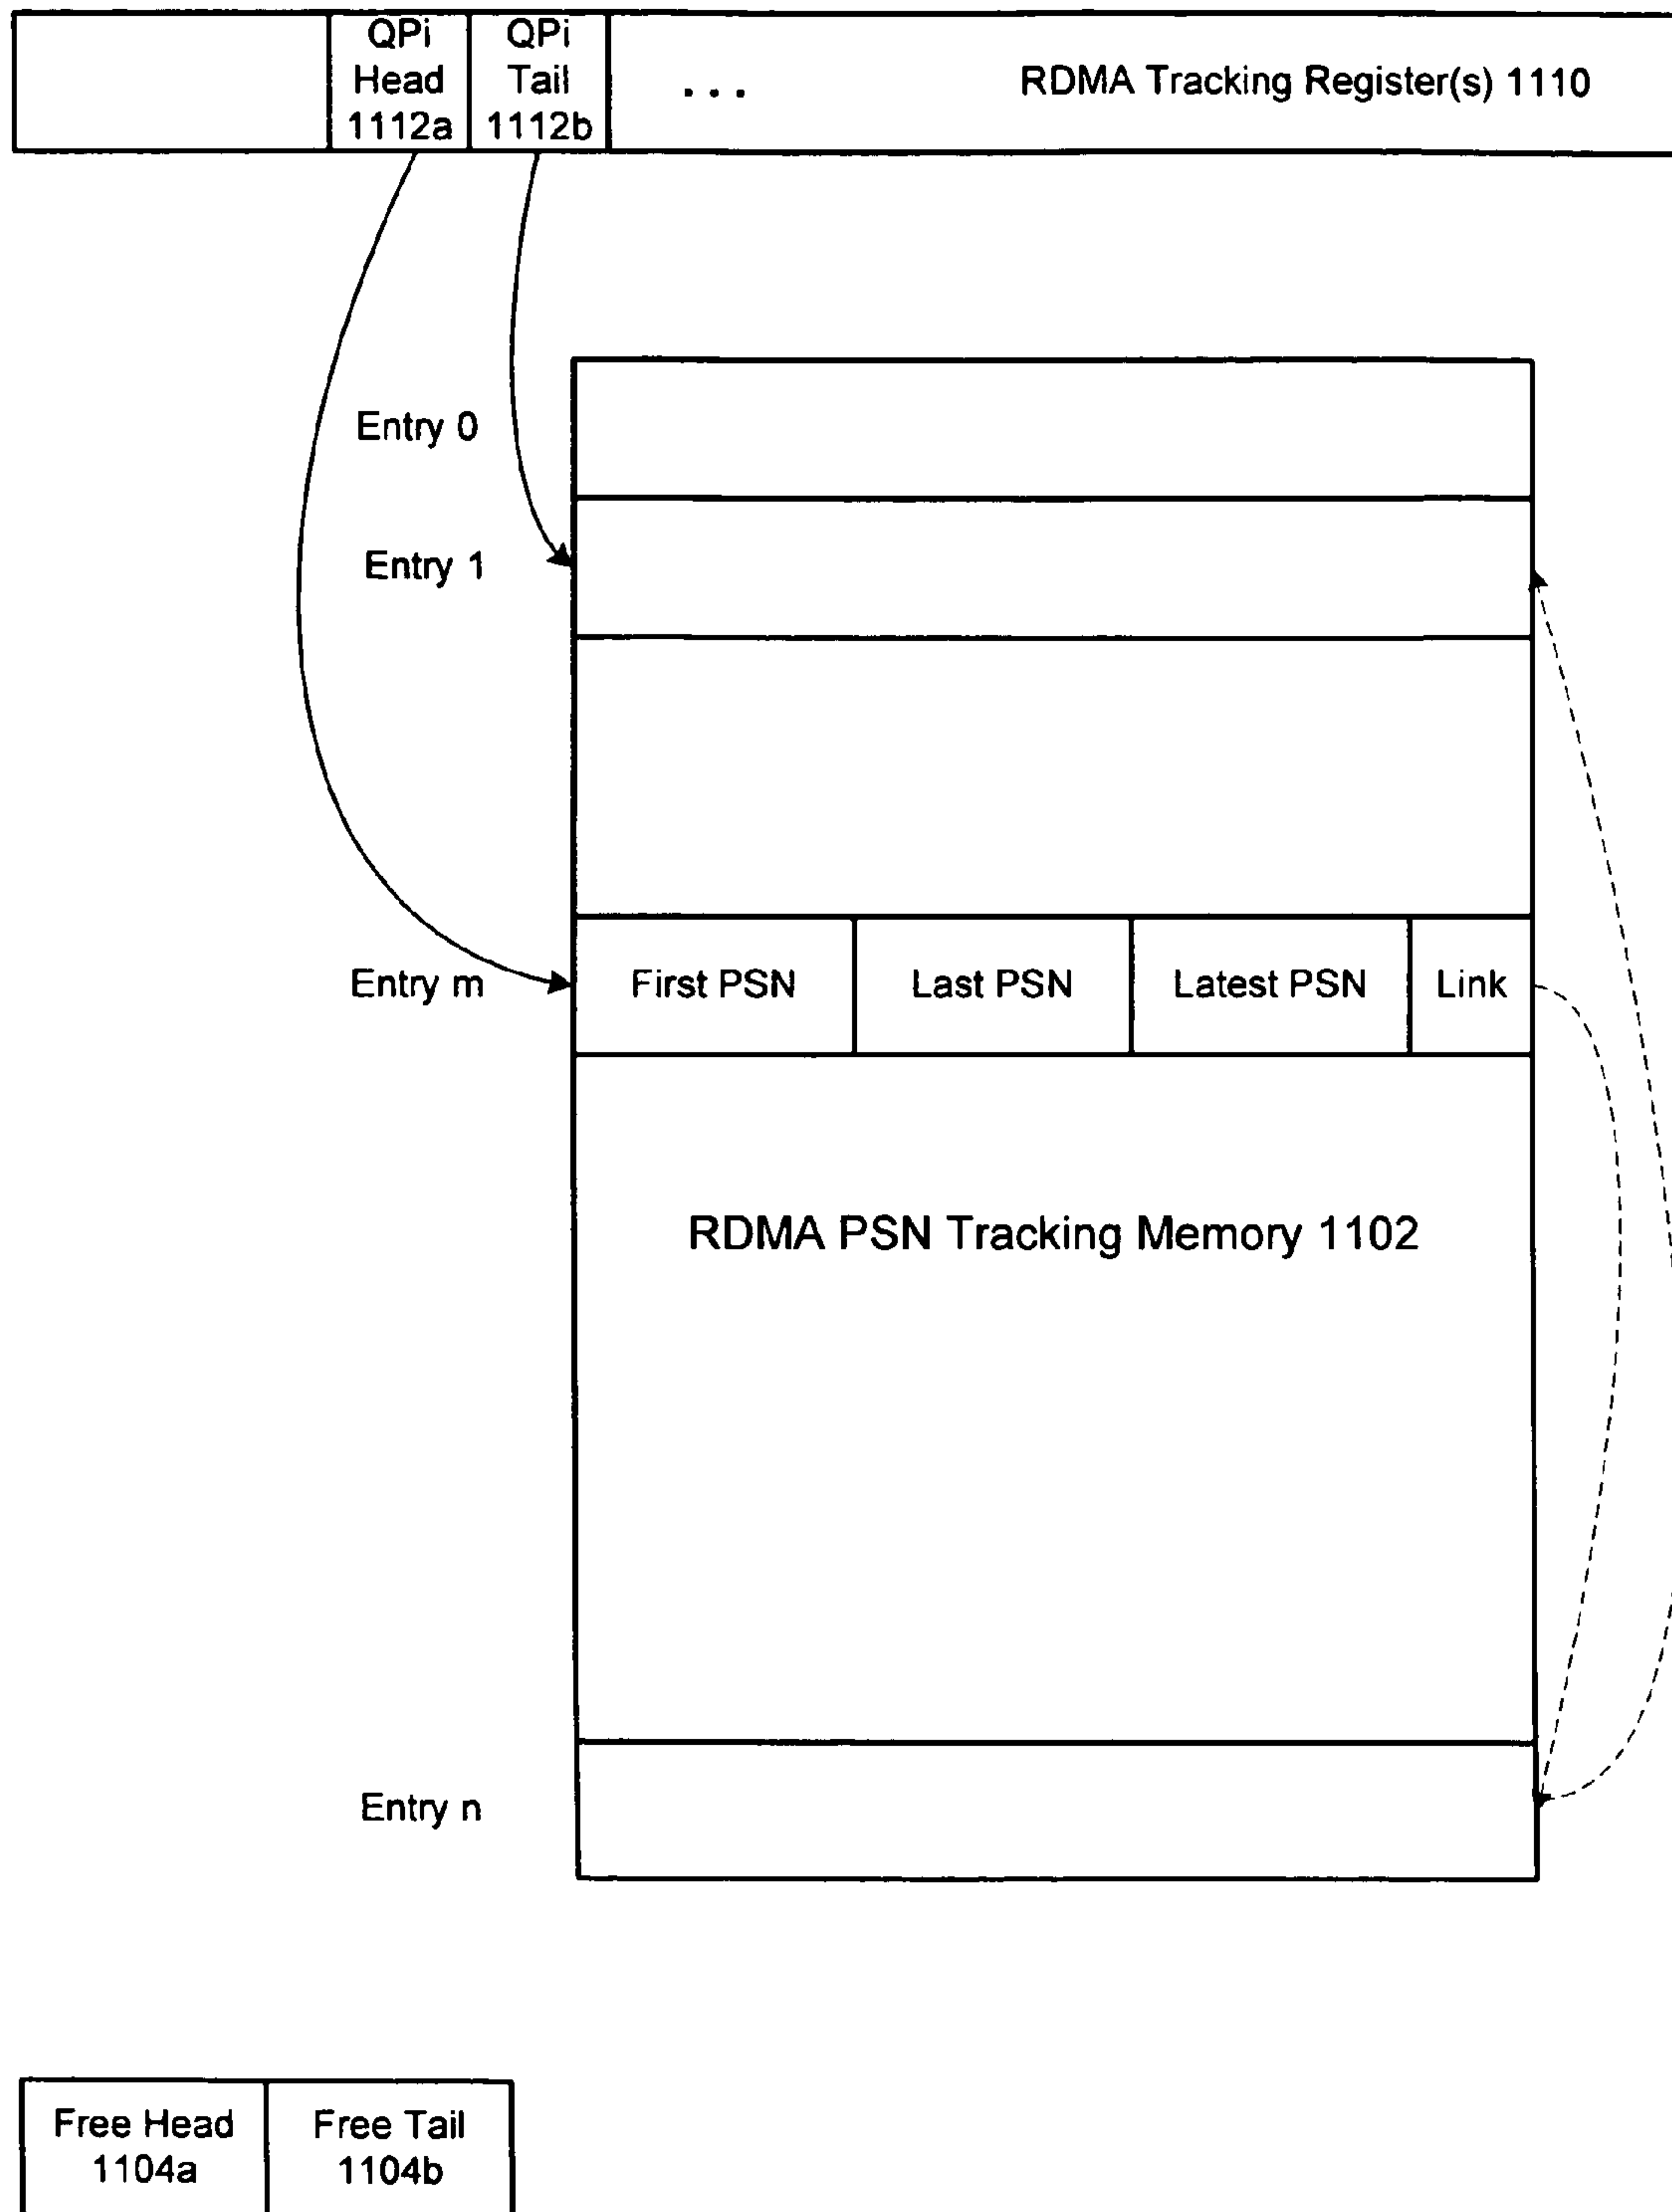 QPi
Head
1112a
QPi
Tail
1112b
...
RDMA Tracking Register(s) 1110
Entry 0
Entry 1
Entry m
First PSN
Last PSN
Latest PSN
Link
RDMA PSN Tracking Memory 1102
Entry n
Free Head
1104a
Free Tail
1104b